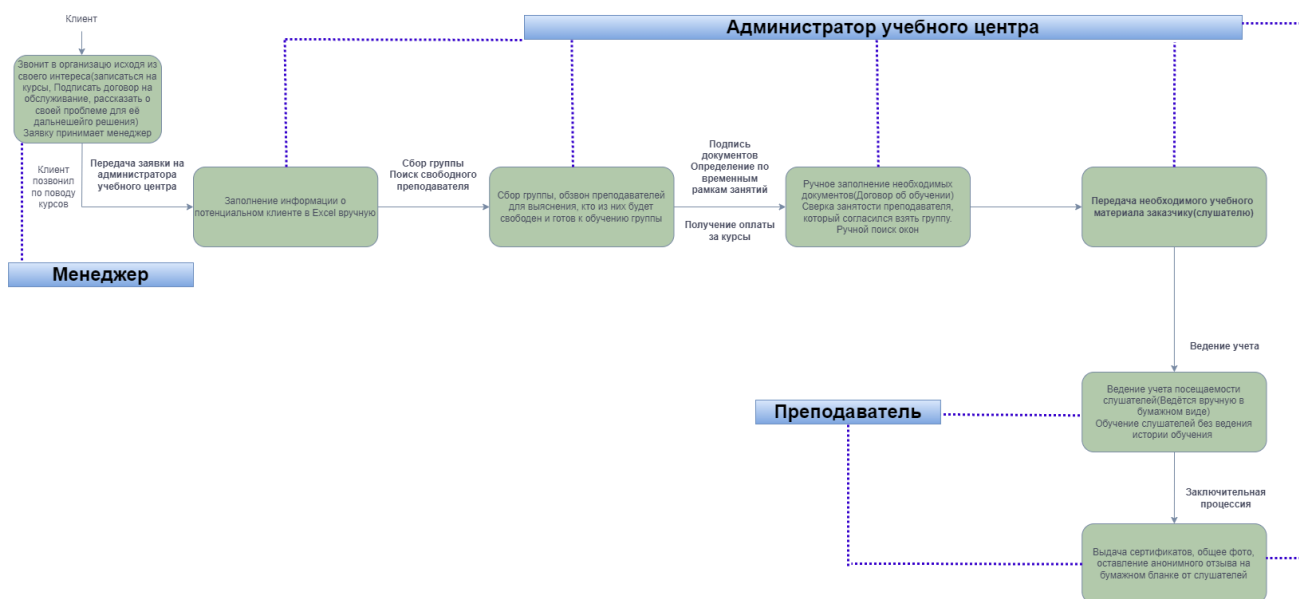 Клиент
Администратор учебного центра
Звонит в организацю исходя из
своего интереса(записаться на
курсы, Подписать договор на
обслуживание, рассказать о
своей проблеме для её
дальнешейго решения)
Заявку принимает менеджер
Клиент
позвонил
по поводу
курсов
Передача заявки на
администратора
учебного центра
Менеджер
Заполнение информации о
потенциальном клиенте в Excel вручную
Сбор группы
Поиск свободного
преподавателя
Сбор группы, обзвон преподавателей
для выяснения, кто из них будет
свободен и готов к обучению группы
Подпись
документов
Определение по
временным
рамкам занятий
Получение оплаты
за курсы
Ручное заполнение необходимых
документов(Договор об обучении)
Сверка занятости преподавателя,
который согласился взять группу.
Ручной поиск окон
Передача необходимого учебного
материала заказчику(слушателю)
Ведение учета
Ведение учета посещаемости
слушателей(Ведётся вручную в
бумажном виде)
Обучение слушателей без ведения
истории обучения
Преподаватель
Заключительная
процессия
Выдача сертификатов, общее фото,
оставление анонимного отзыва на
бумажном бланке от слушателей